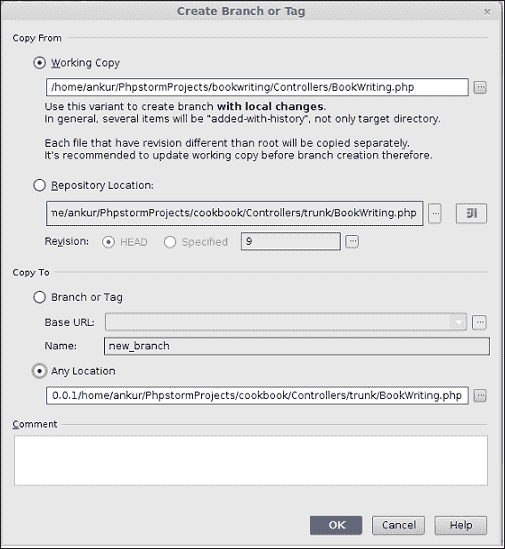 Create Branch or Tag
Copy From
Working Copy
/home/ankur/PhpstormProjects/bookwriting/Controllers/BookWriting.php
Use this variant to create branch with local changes.
In general, several items will be "added-with-history", not only target directory.
Each file that have revision different than root will be copied separately.
It's recommended to update working copy before branch creation therefore.
Repository Location:
me/ankur/PhpstormProjects/cookbook/Controllers/trunk/BookWriting.php
Revision: HEAD Specified 9
Copy To
Branch or Tag
Base URL:
Name: new_branch
Any Location
0.0.1/home/ankur/PhpstormProjects/cookbook/Controllers/trunk/BookWriting.php
Comment
OK Cancel Help